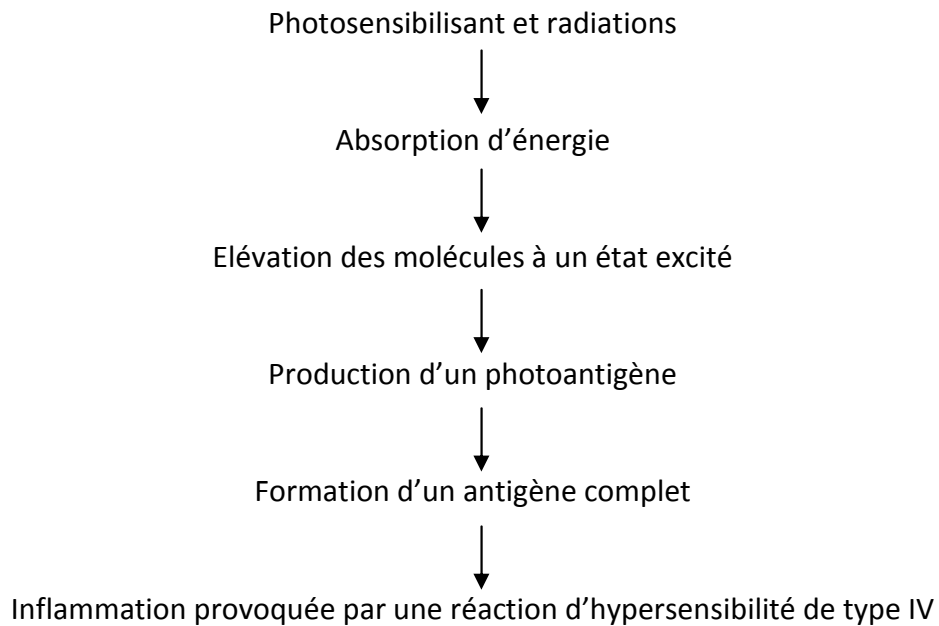 Photosensibilisant et radiations
Absorption d’énergie
Elévation des molécules à un état excité
Production d’un photoantigène
Formation d’un antigène complet
Inflammation provoquée par une réaction d’hypersensibilité de type IV